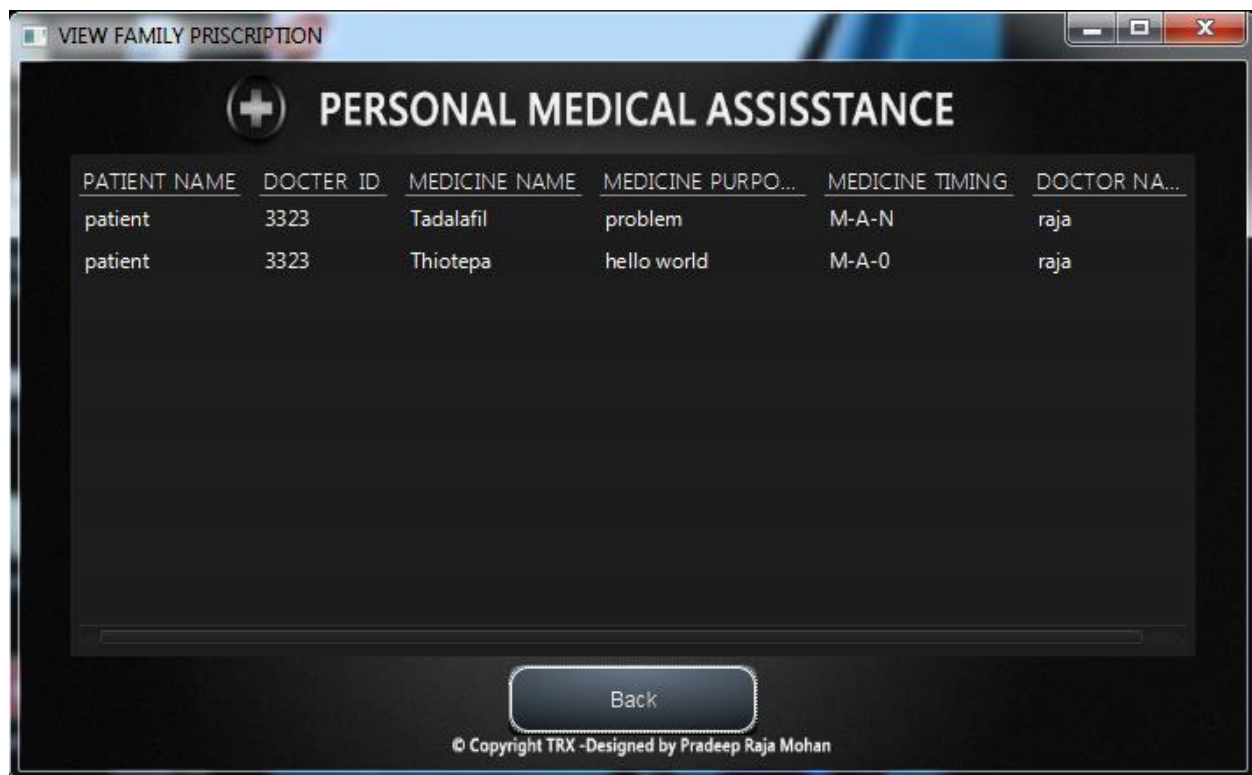 VIEW FAMILY PRISCRIPTION
PERSONAL MEDICAL ASSISSTANCE
PATIENT NAME DOCTER ID MEDICINE NAME MEDICINE PURPO... MEDICINE TIMING DOCTOR NA...
patient 3323 Tadalafil problem M-A-N raja
patient 3323 Thiotepa hello world M-A-0 raja
Back
© Copyright TRX -Designed by Pradeep Raja Mohan